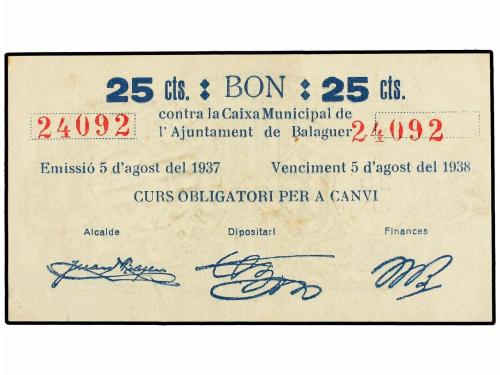 25 cts. : BON : 25 cts.
contra la Caixa Municipal de
24092 l'Ajuntament de Balaguer 24092
Emissió 5 d'agost del 1937 Venciment 5 d'agost del 1938
CURS OBLIGATORI PER A CANVI
Alcalde Dipositari Finances